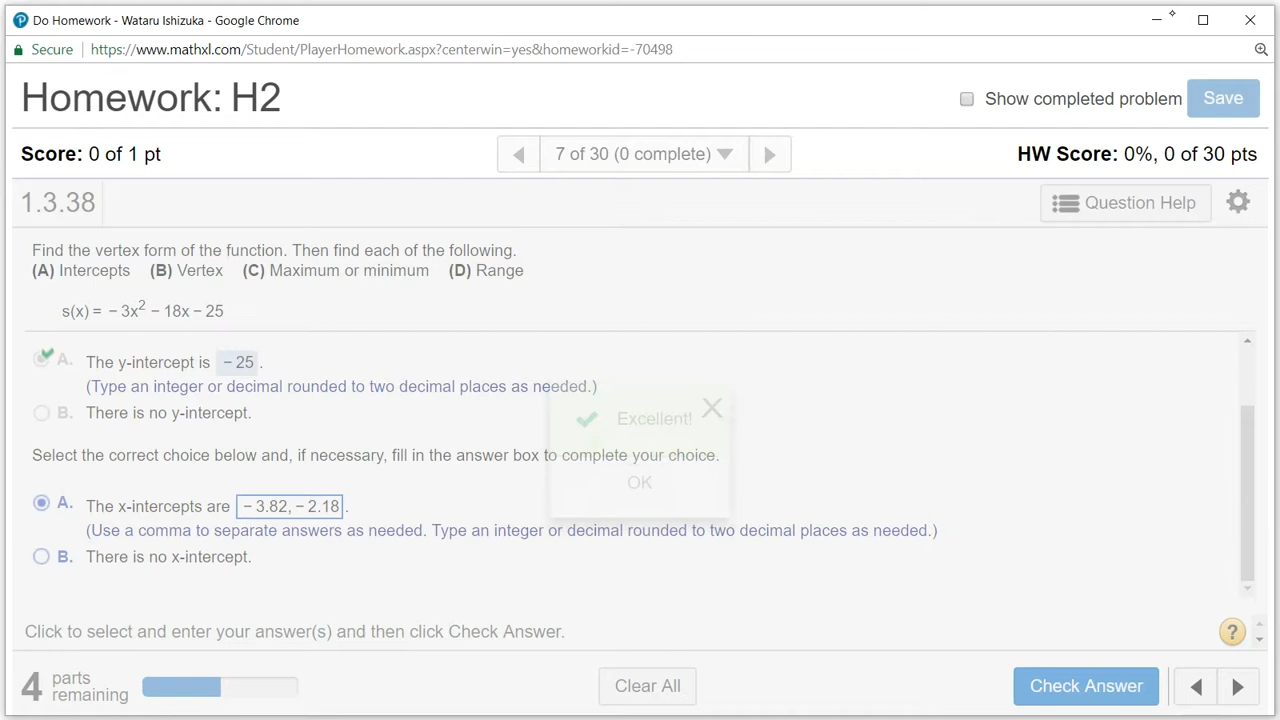 Do Homework - Wataru Ishizuka - Google Chrome
Secure https://www.mathxl.com/Student/PlayerHomework.aspx?centerwin=yes&homeworkid=-70498
Homework: H2
Show completed problem
Save
Score: 0 of 1 pt
7 of 30 (0 complete)
HW Score: 0%, 0 of 30 pts
1.3.38
Question Help
Find the vertex form of the function. Then find each of the following.
(A) Intercepts (B) Vertex (C) Maximum or minimum (D) Range
s(x) = − 3x² − 18x − 25
A. The y-intercept is − 25 .
(Type an integer or decimal rounded to two decimal places as needed.)
B. There is no y-intercept.
Excellent!
Select the correct choice below and, if necessary, fill in the answer box to complete your choice.
OK
A. The x-intercepts are − 3.82, − 2.18 .
(Use a comma to separate answers as needed. Type an integer or decimal rounded to two decimal places as needed.)
B. There is no x-intercept.
Click to select and enter your answer(s) and then click Check Answer.
?
4 parts remaining
Clear All
Check Answer